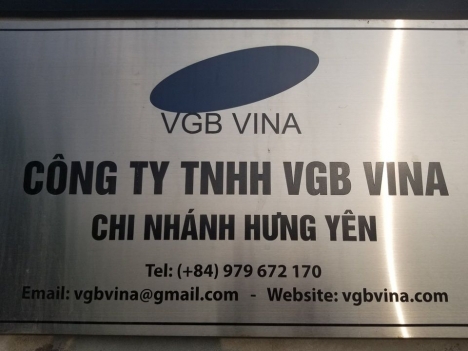 VGB VINA
CÔNG TY TNHH VGB VINA
CHI NHÁNH HƯNG YÊN
Tel: (+84) 979 672 170
Email: vgbvina@gmail.com - Website: vgbvina.com